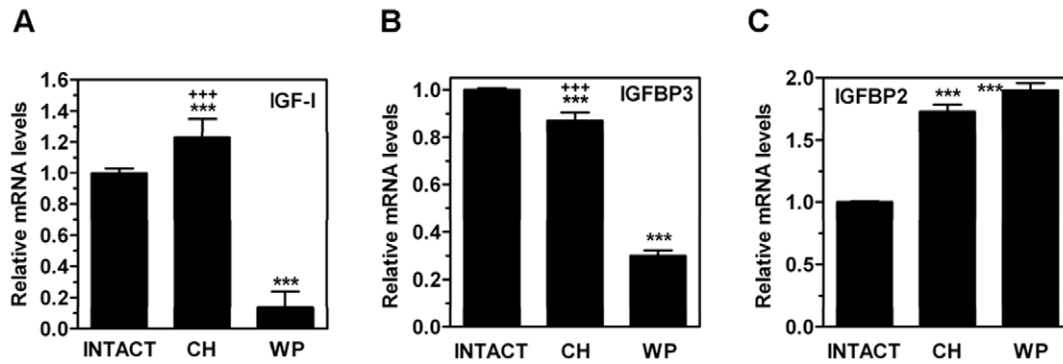 A
Relative mRNA levels
1.6
1.4
1.2
1.0
0.8
0.6
0.4
0.2
0.0
IGF-I
+++
***
***
INTACT CH WP
B
Relative mRNA levels
1.0
0.8
0.6
0.4
0.2
0.0
IGFBP3
+++
***
***
INTACT CH WP
C
Relative mRNA levels
2.0
1.5
1.0
0.5
0.0
IGFBP2
***
***
INTACT CH WP